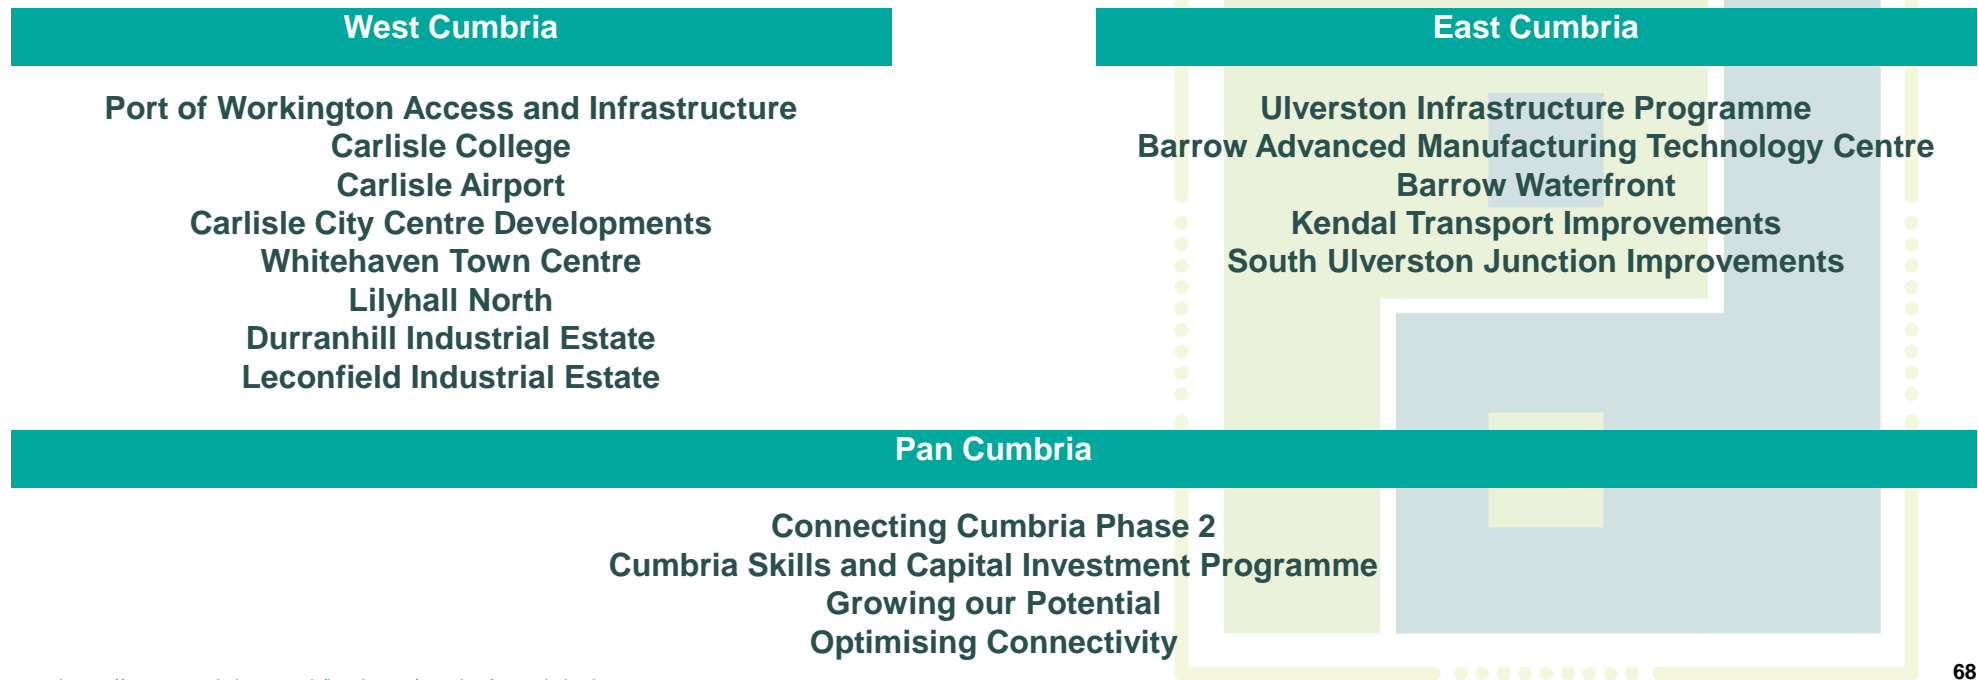 West Cumbria
Port of Workington Access and Infrastructure
Carlisle College
Carlisle Airport
Carlisle City Centre Developments
Whitehaven Town Centre
Lilyhall North
Durranhill Industrial Estate
Leconfield Industrial Estate
East Cumbria
Ulverston Infrastructure Programme
Barrow Advanced Manufacturing Technology Centre
Barrow Waterfront
Kendal Transport Improvements
South Ulverston Junction Improvements
Pan Cumbria
Connecting Cumbria Phase 2
Cumbria Skills and Capital Investment Programme
Growing our Potential
Optimising Connectivity
68